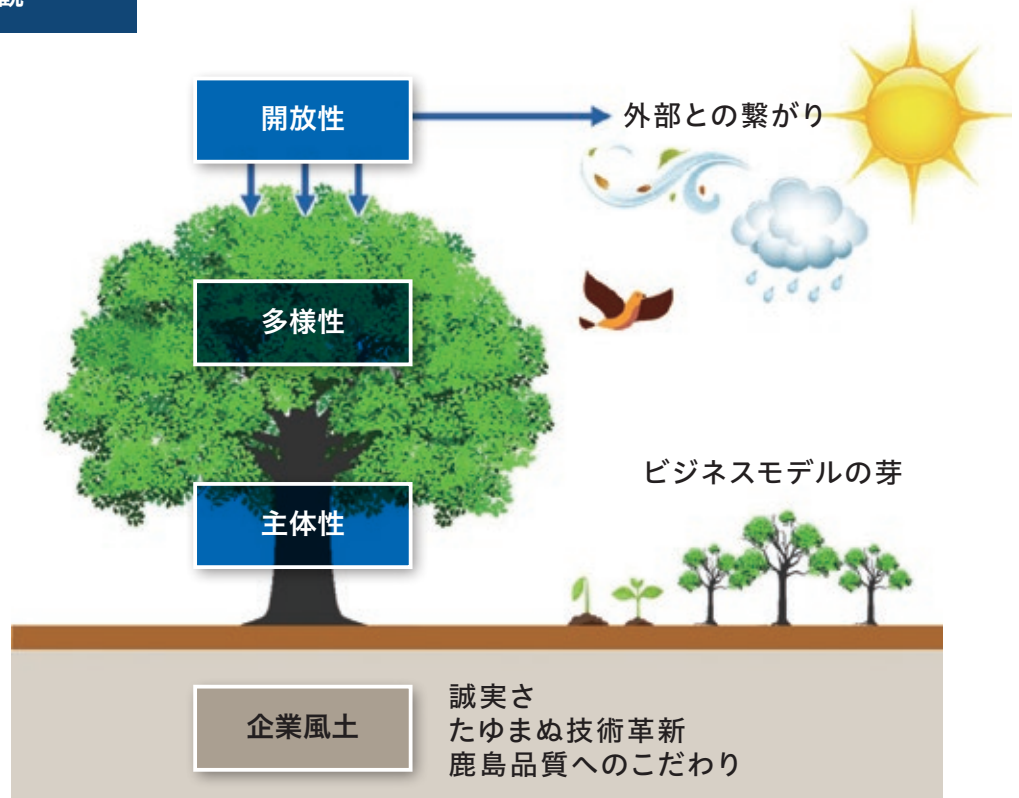 観
開放性
外部との繋がり
多様性
ビジネスモデルの芽
主体性
企業風土
誠実さ
たゆまぬ技術革新
鹿島品質へのこだわり